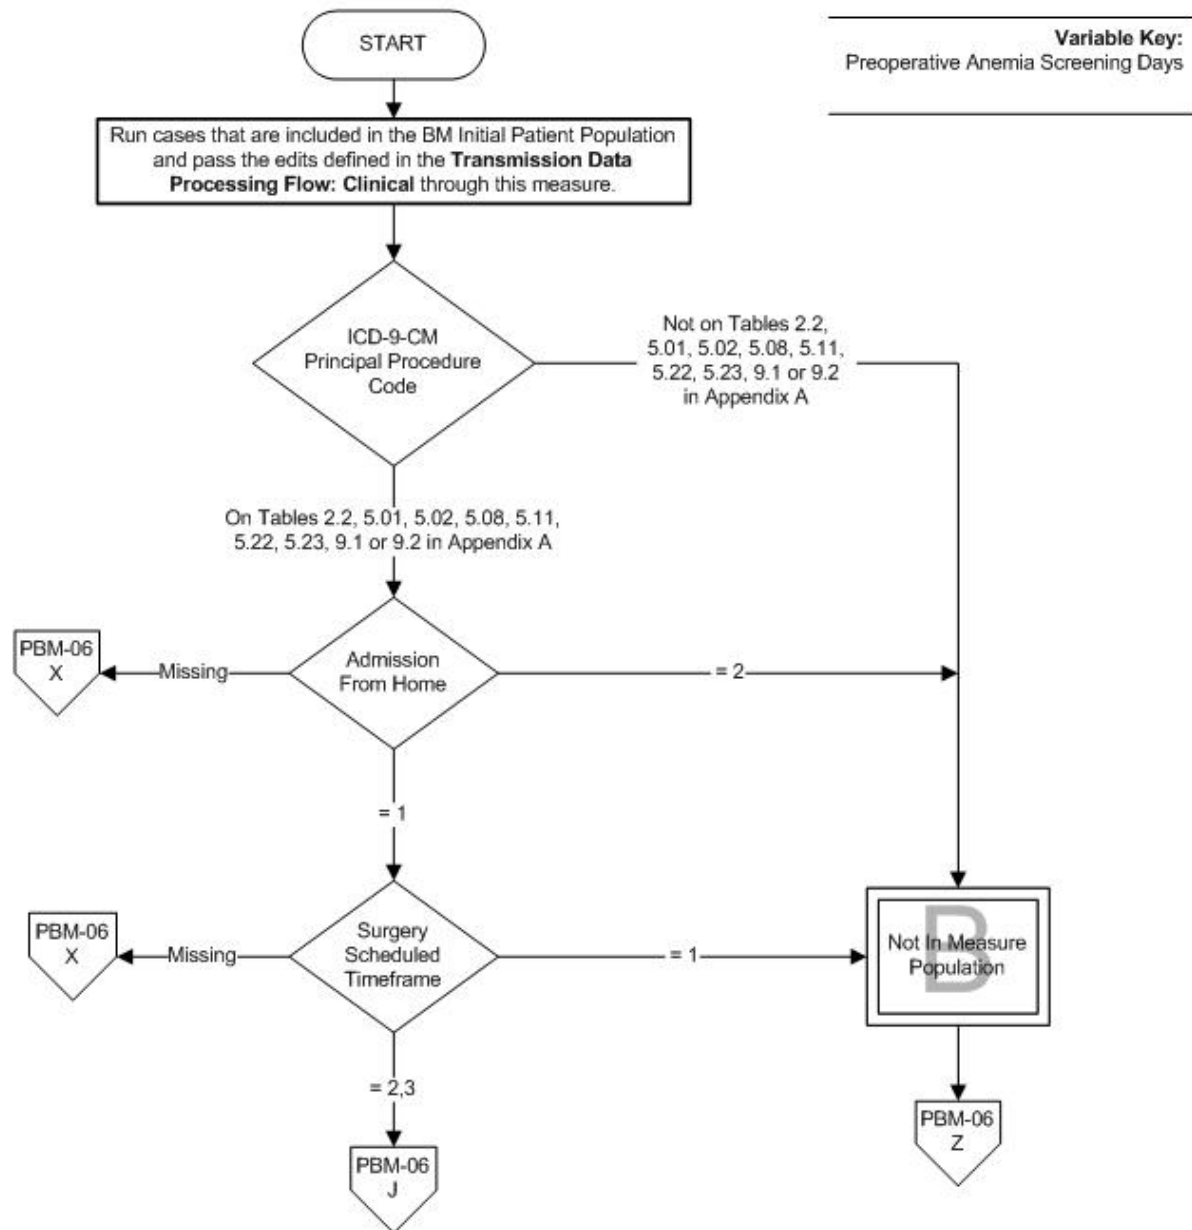 START
Variable Key:
Preoperative Anemia Screening Days
Run cases that are included in the BM Initial Patient Population
and pass the edits defined in the Transmission Data
Processing Flow: Clinical through this measure.
ICD-9-CM
Principal Procedure
Code
Not on Tables 2.2,
5.01, 5.02, 5.08, 5.11,
5.22, 5.23, 9.1 or 9.2
in Appendix A
On Tables 2.2, 5.01, 5.02, 5.08, 5.11,
5.22, 5.23, 9.1 or 9.2 in Appendix A
PBM-06
X
Missing
Admission
From Home
= 2
= 1
PBM-06
X
Missing
Surgery
Scheduled
Timeframe
= 1
B
Not In Measure
Population
= 2,3
PBM-06
J
PBM-06
Z